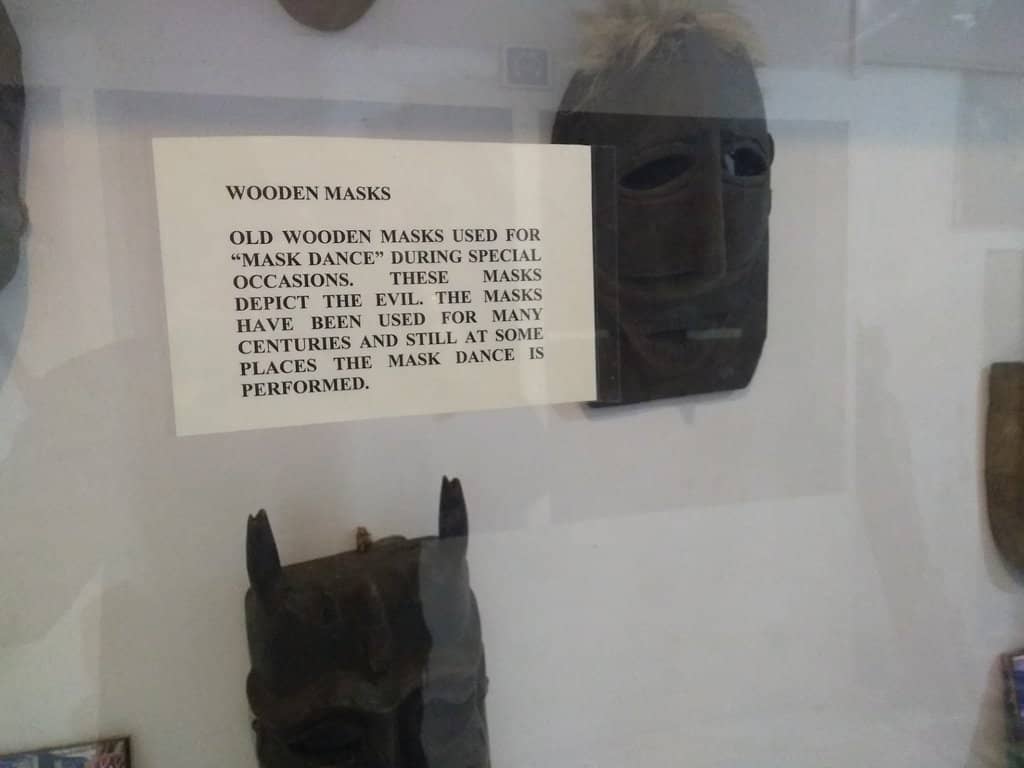 WOODEN MASKS
OLD WOODEN MASKS USED FOR
“MASK DANCE” DURING SPECIAL
OCCASIONS. THESE MASKS
DEPICT THE EVIL. THE MASKS
HAVE BEEN USED FOR MANY
CENTURIES AND STILL AT SOME
PLACES THE MASK DANCE IS
PERFORMED.